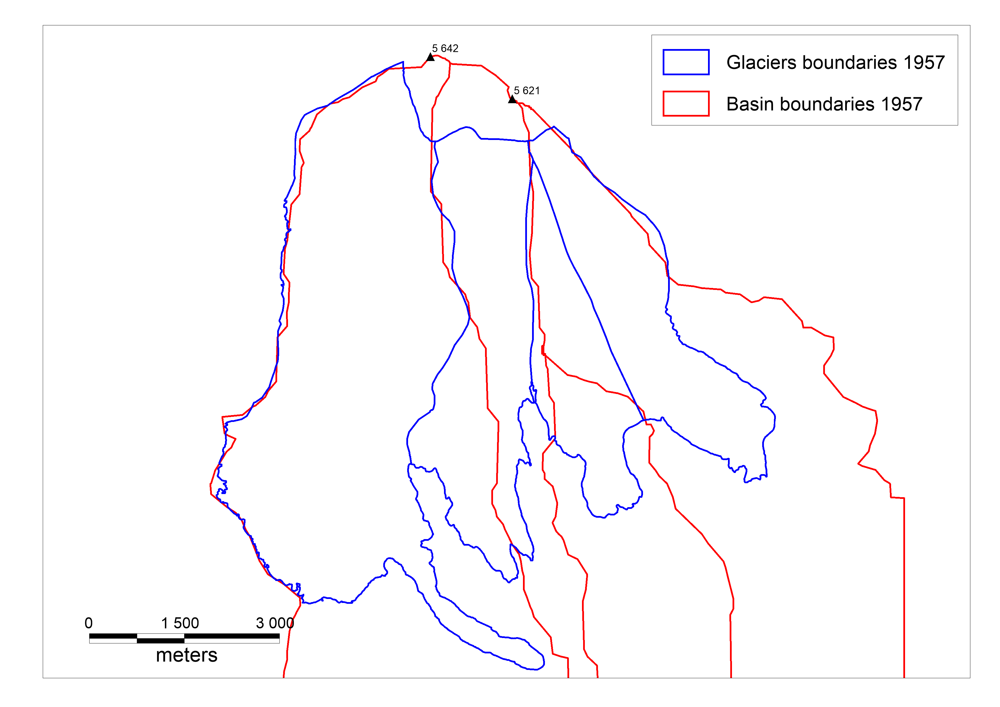 5 642
5 621
Glaciers boundaries 1957
Basin boundaries 1957
0 1 500 3 000
meters